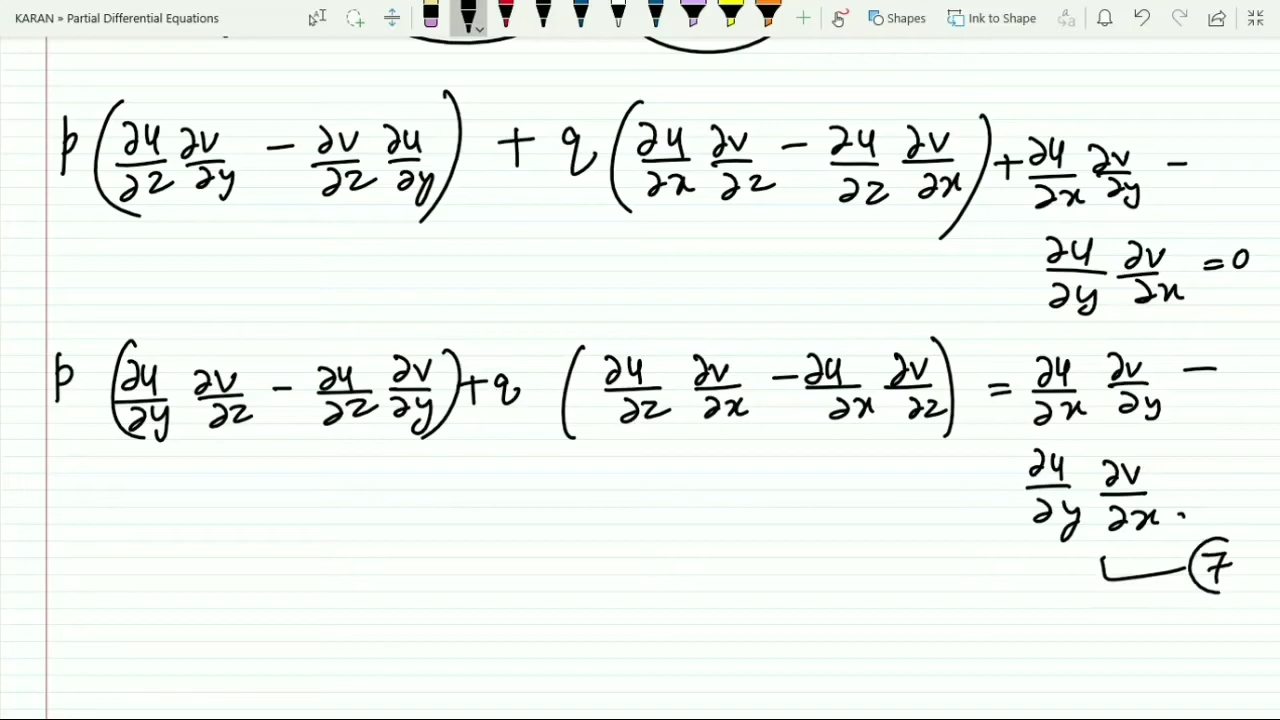 KARAN » Partial Differential Equations Shapes Ink to Shape
p(∂u/∂z ∂v/∂y − ∂v/∂z ∂u/∂y) + q(∂u/∂x ∂v/∂z − ∂u/∂z ∂v/∂x) + ∂u/∂x ∂v/∂y −
∂u/∂y ∂v/∂x = 0
p(∂u/∂y ∂v/∂z − ∂u/∂z ∂v/∂y) + q(∂u/∂z ∂v/∂x − ∂u/∂x ∂v/∂z) = ∂u/∂x ∂v/∂y −
∂u/∂y ∂v/∂x .
7